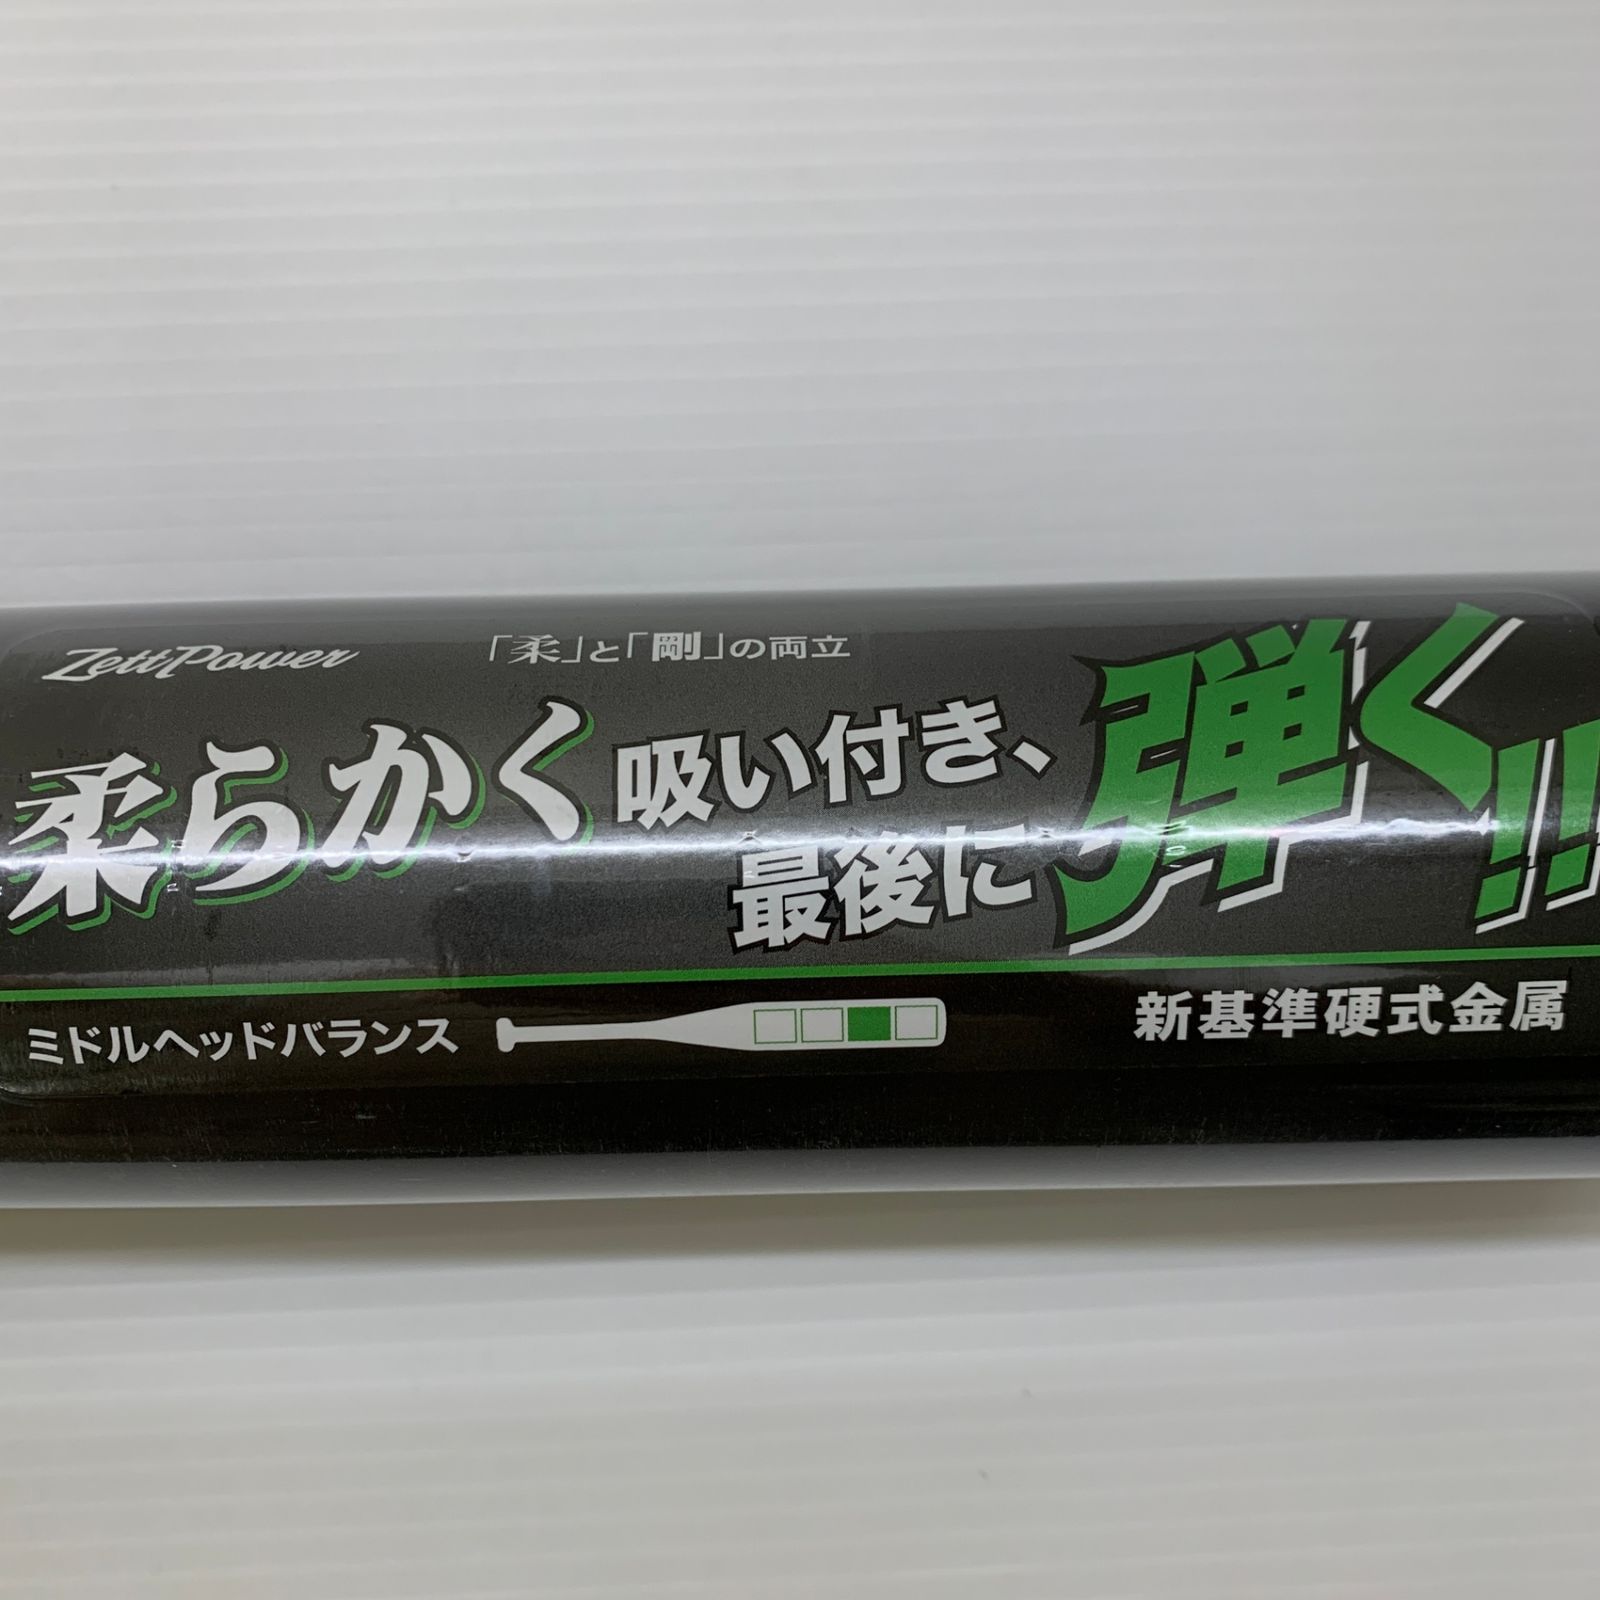 ZettPower
「柔」と「剛」の両立
柔らかく吸い付き、
最後に弾く!!
ミドルヘッドバランス
新基準硬式金属